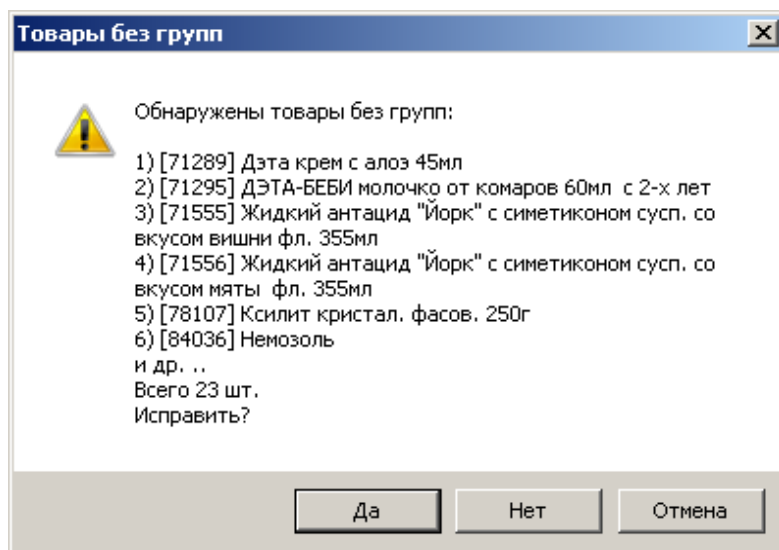 Товары без групп
Обнаружены товары без групп:
1) [71289] Дэта крем с алоэ 45мл
2) [71295] ДЭТА-БЕБИ молочко от комаров 60мл  с 2-х лет
3) [71555] Жидкий антацид "Йорк" с симетиконом сусп. со
вкусом вишни фл. 355мл
4) [71556] Жидкий антацид "Йорк" с симетиконом сусп. со
вкусом мяты  фл. 355мл
5) [78107] Ксилит кристал. фасов. 250г
6) [84036] Немозоль
и др. ..
Всего 23 шт.
Исправить?
Да Нет Отмена